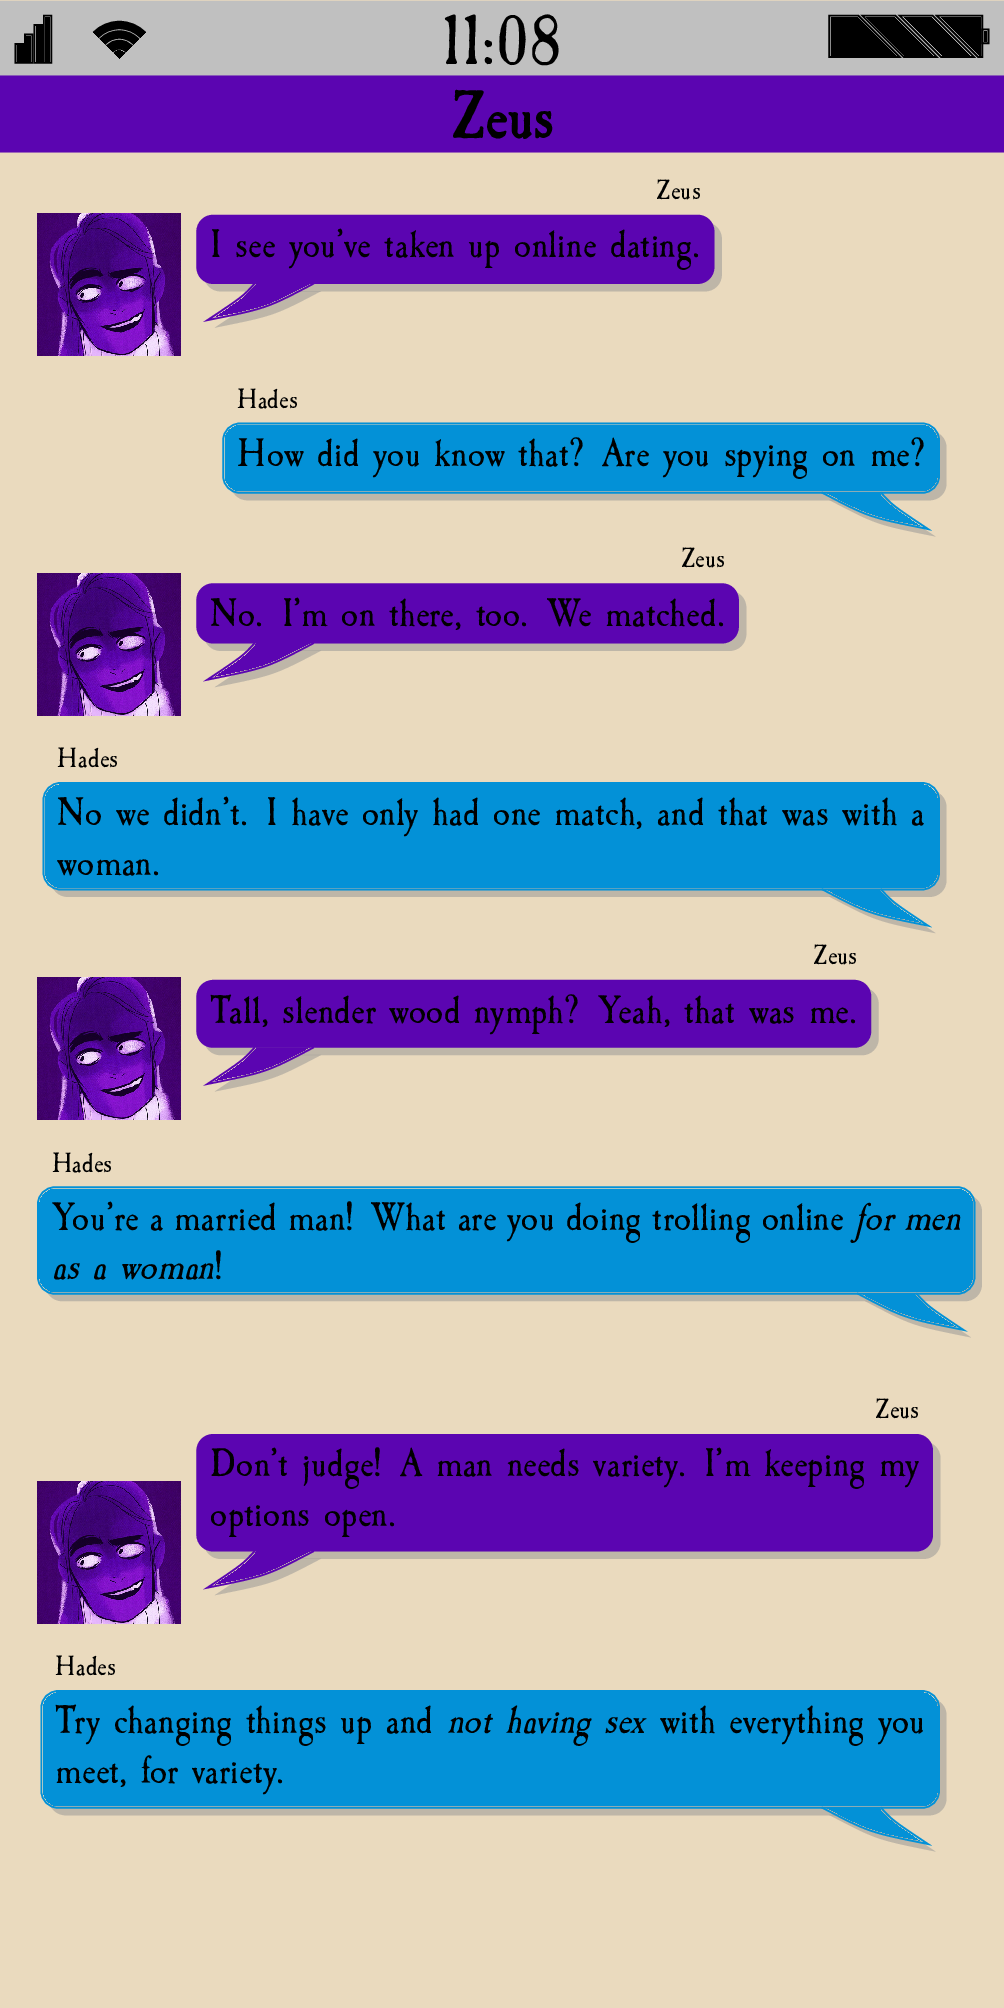 11:08
Zeus
Zeus
I see you've taken up online dating.
Hades
How did you know that? Are you spying on me?
Zeus
No. I'm on there, too. We matched.
Hades
No we didn't. I have only had one match, and that was with a
woman.
Zeus
Tall, slender wood nymph? Yeah, that was me.
Hades
You're a married man! What are you doing trolling online for men
as a woman!
Zeus
Don't judge! A man needs variety. I'm keeping my
options open.
Hades
Try changing things up and not having sex with everything you
meet, for variety.